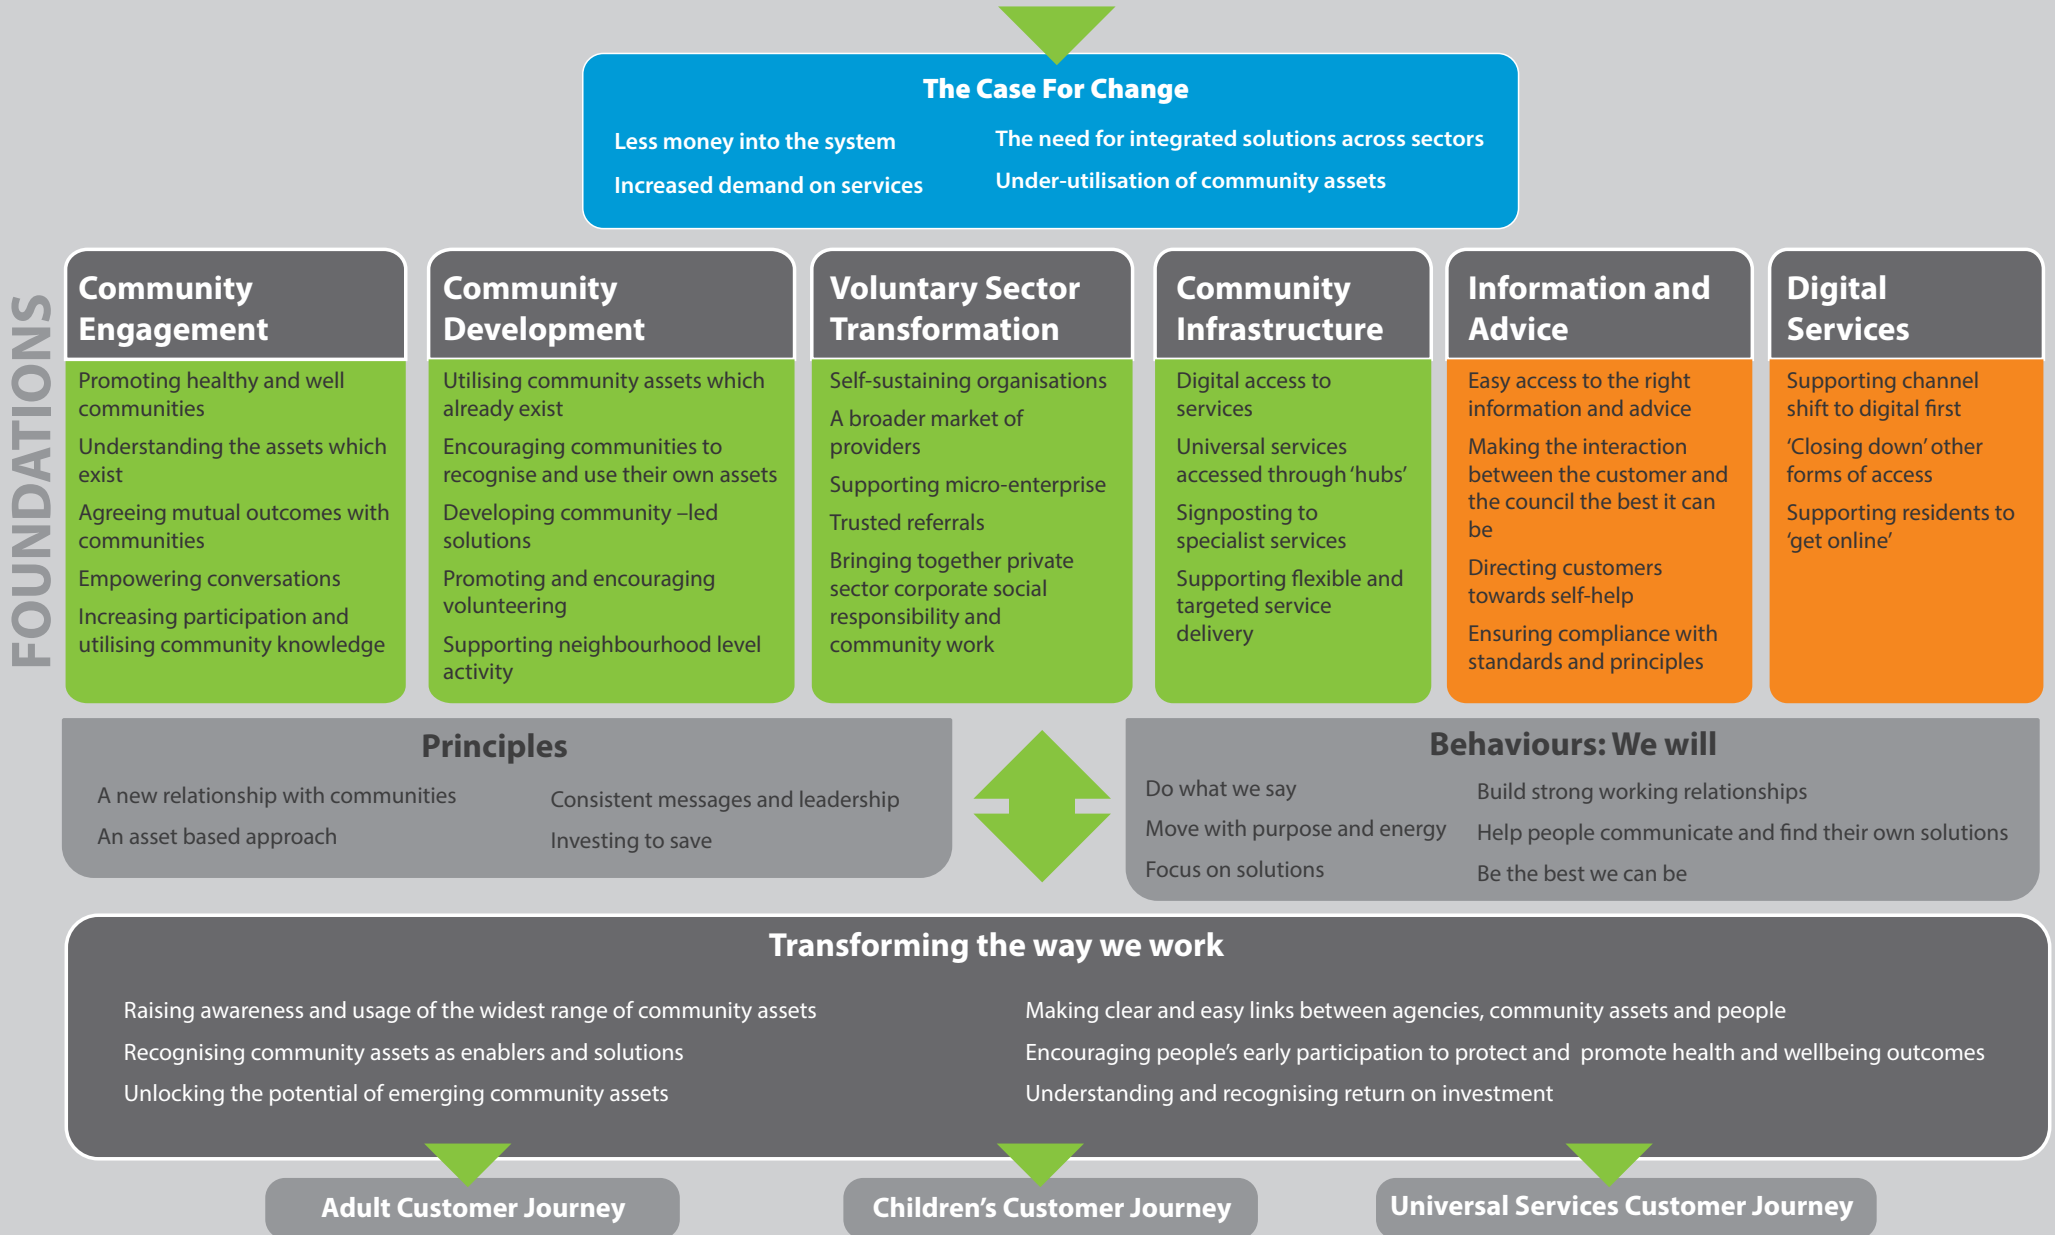 The Case For Change
Less money into the system
Increased demand on services
The need for integrated solutions across sectors
Under-utilisation of community assets
FOUNDATIONS
Community
Engagement
Promoting healthy and well
communities
Understanding the assets which
exist
Agreeing mutual outcomes with
communities
Empowering conversations
Increasing participation and
utilising community knowledge
Community
Development
Utilising community assets which
already exist
Encouraging communities to
recognise and use their own assets
Developing community –led
solutions
Promoting and encouraging
volunteering
Supporting neighbourhood level
activity
Voluntary Sector
Transformation
Self-sustaining organisations
A broader market of
providers
Supporting micro-enterprise
Trusted referrals
Bringing together private
sector corporate social
responsibility and
community work
Community
Infrastructure
Digital access to
services
Universal services
accessed through ‘hubs’
Signposting to
specialist services
Supporting flexible and
targeted service
delivery
Information and
Advice
Easy access to the right
information and advice
Making the interaction
between the customer and
the council the best it can
be
Directing customers
towards self-help
Ensuring compliance with
standards and principles
Digital
Services
Supporting channel
shift to digital first
‘Closing down’ other
forms of access
Supporting residents to
‘get online’
Principles
A new relationship with communities
An asset based approach
Consistent messages and leadership
Investing to save
Behaviours: We will
Do what we say
Move with purpose and energy
Focus on solutions
Build strong working relationships
Help people communicate and find their own solutions
Be the best we can be
Transforming the way we work
Raising awareness and usage of the widest range of community assets
Recognising community assets as enablers and solutions
Unlocking the potential of emerging community assets
Making clear and easy links between agencies, community assets and people
Encouraging people’s early participation to protect and promote health and wellbeing outcomes
Understanding and recognising return on investment
Adult Customer Journey
Children’s Customer Journey
Universal Services Customer Journey